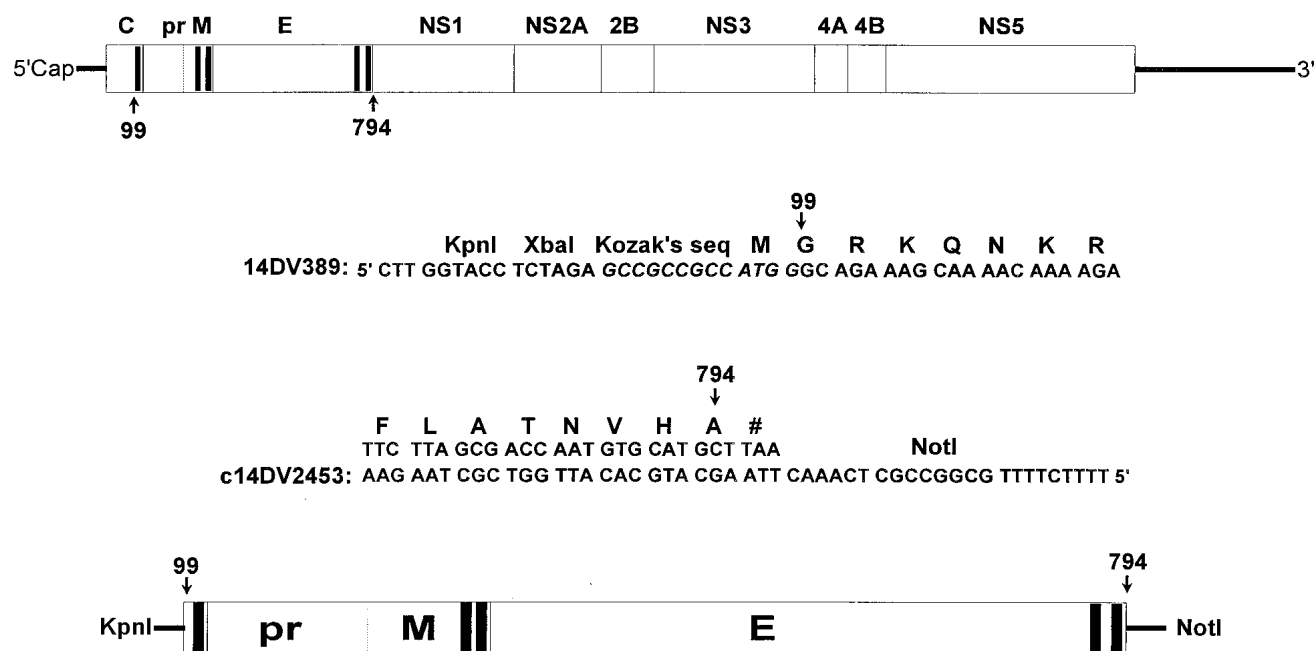 C pr M E NS1 NS2A 2B NS3 4A 4B NS5
5'Cap 3'
99 794
99
KpnI XbaI Kozak's seq M G R K Q N K R
14DV389: 5' CTT GGTACC TCTAGA GCCGCCGCC ATG G GGC AGA AAG CAA AAC AAA AGA
794
F L A T N V H A #
TTC TTA GCG ACC AAT GTG CAT GCT TAA NotI
c14DV2453: AAG AAT CGC TGG TTA CAC GTA CGA ATT CAAACT CGCCGGCG TTTTCTTTT 5'
99 794
KpnI pr M E NotI